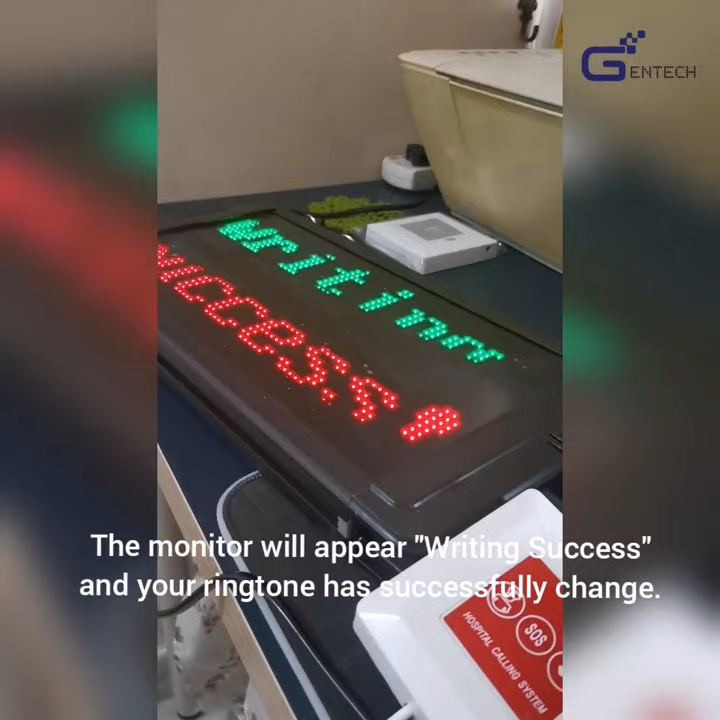 GENTECH
Writing
success!
The monitor will appear "Writing Success"
and your ringtone has successfully change.
SOS
HOSPITAL CALLING SYSTEM